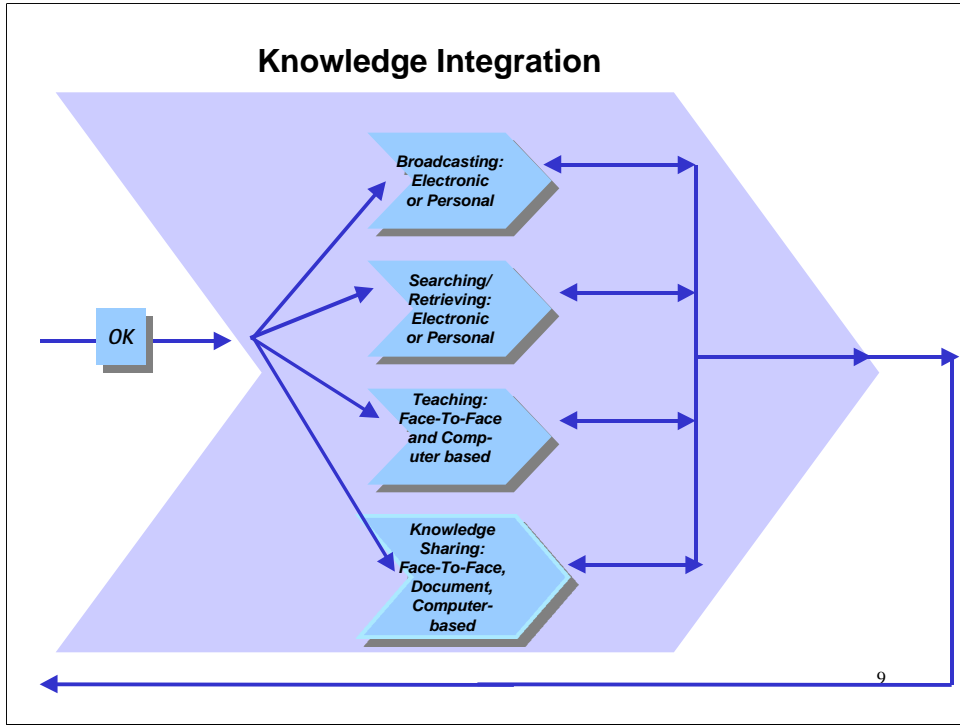 Knowledge Integration
Broadcasting:
Electronic
or Personal
Searching/
Retrieving:
Electronic
or Personal
OK
Teaching:
Face-To-Face
and Comp-
uter based
Knowledge
Sharing:
Face-To-Face,
Document,
Computer-
based
9